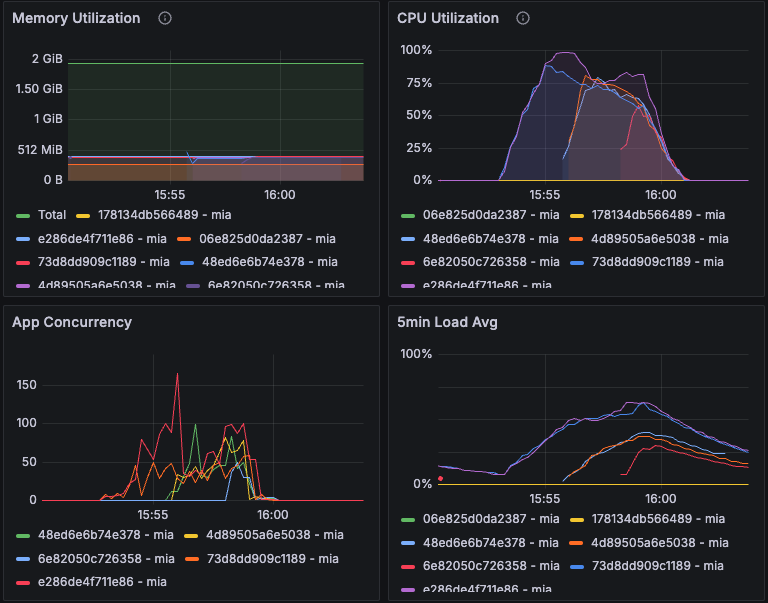 Memory Utilization
2 GiB
1.50 GiB
1 GiB
512 MiB
0 B
15:55 16:00
Total 178134db566489 - mia
e286de4f711e86 - mia 06e825d0da2387 - mia
73d8dd909c1189 - mia 48ed6e6b74e378 - mia
4d89505a6e5038 - mia 6e82050c726358 - mia
CPU Utilization
100%
75%
50%
25%
0%
15:55 16:00
06e825d0da2387 - mia 178134db566489 - mia
48ed6e6b74e378 - mia 4d89505a6e5038 - mia
6e82050c726358 - mia 73d8dd909c1189 - mia
e286de4f711e86 - mia
App Concurrency
150
100
50
0
15:55 16:00
48ed6e6b74e378 - mia 4d89505a6e5038 - mia
6e82050c726358 - mia 73d8dd909c1189 - mia
e286de4f711e86 - mia
5min Load Avg
100%
0%
15:55 16:00
06e825d0da2387 - mia 178134db566489 - mia
48ed6e6b74e378 - mia 4d89505a6e5038 - mia
6e82050c726358 - mia 73d8dd909c1189 - mia
e286de4f711e86 - mia